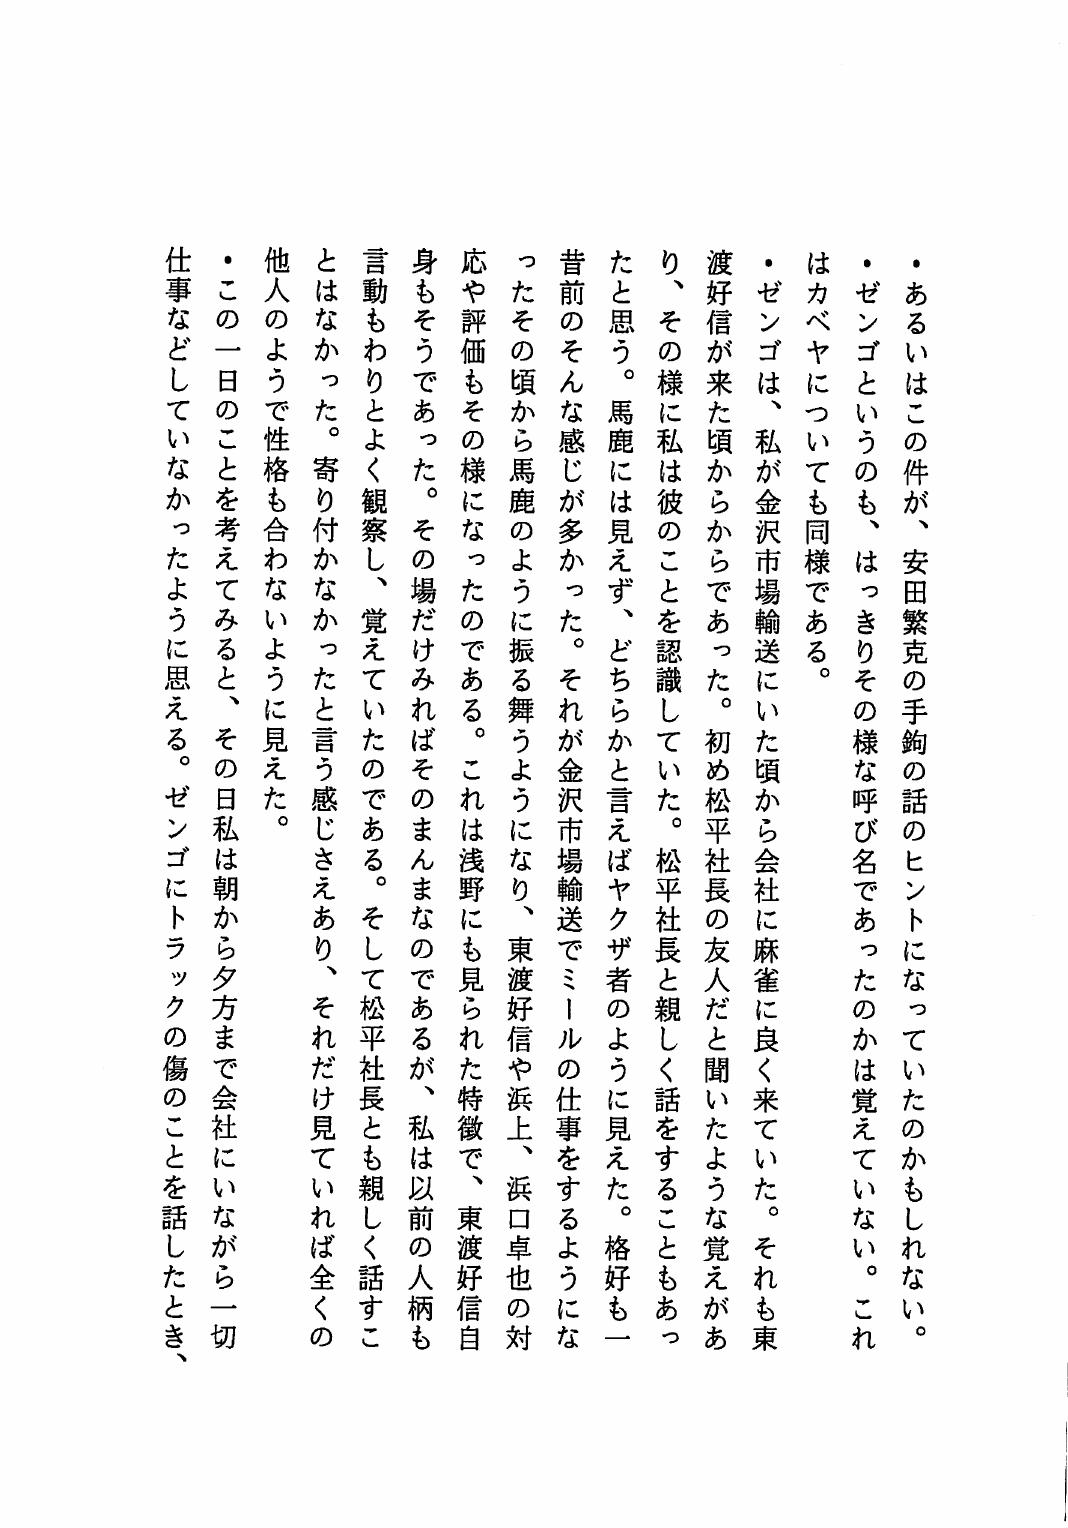 ・あるいはこの件が、安田繁克の手鉤の話のヒントになっていたのかもしれない。
・ゼンゴというのも、はっきりその様な呼び名であったのかは覚えていない。これ
はカベヤについても同様である。
・ゼンゴは、私が金沢市場輸送にいた頃から会社に麻雀に良く来ていた。それも東
渡好信が来た頃からからであった。初め松平社長の友人だと聞いたような覚えがあ
り、その様に私は彼のことを認識していた。松平社長と親しく話をすることもあっ
たと思う。馬鹿には見えず、どちらかと言えばヤクザ者のように見えた。格好も一
昔前のそんな感じが多かった。それが金沢市場輸送でミールの仕事をするようにな
ったその頃から馬鹿のように振る舞うようになり、東渡好信や浜上、浜口卓也の対
応や評価もその様になったのである。これは浅野にも見られた特徴で、東渡好信自
身もそうであった。その場だけみればそのまんまなのであるが、私は以前の人柄も
言動もわりとよく観察し、覚えていたのである。そして松平社長とも親しく話すこ
とはなかった。寄り付かなかったと言う感じさえあり、それだけ見ていれば全くの
他人のようで性格も合わないように見えた。
・この一日のことを考えてみると、その日私は朝から夕方まで会社にいながら一切
仕事などしていなかったように思える。ゼンゴにトラックの傷のことを話したとき、